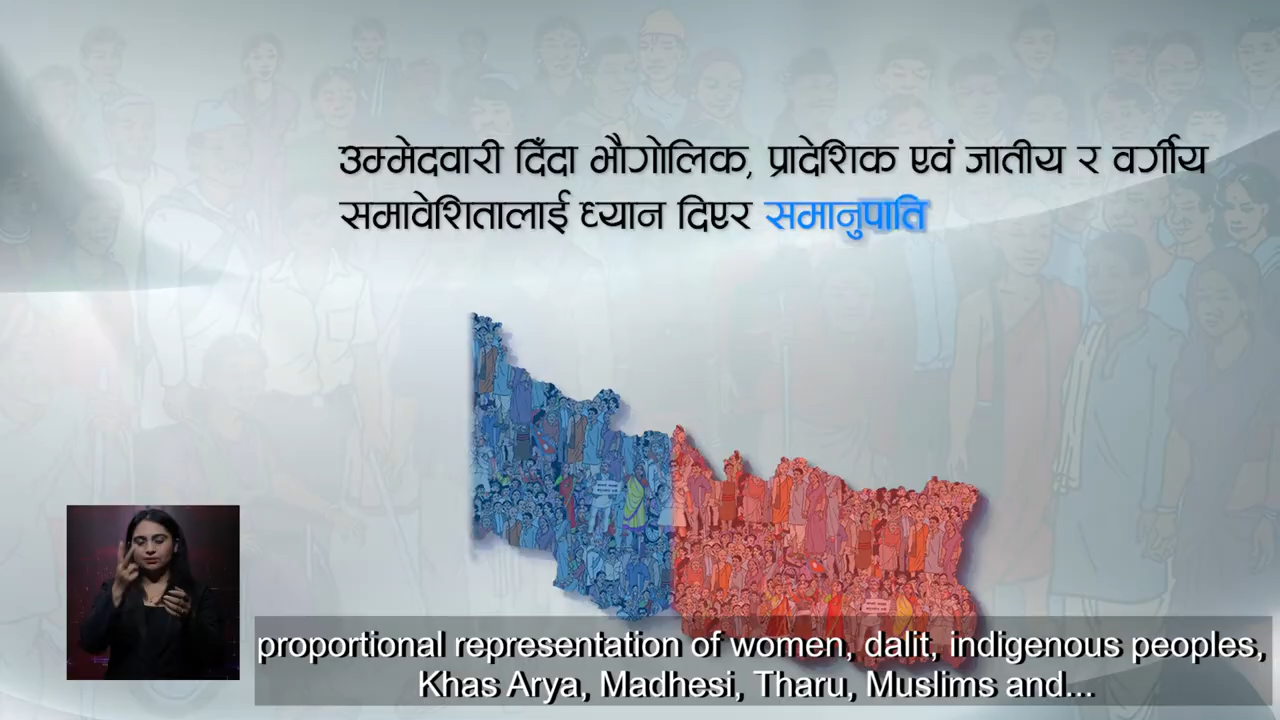 उम्मेदवारी दिँदा भौगोलिक, प्रादेशिक एवं जातीय र वर्गीय
समावेशितालाई ध्यान दिएर समानुपाति
proportional representation of women, dalit, indigenous peoples,
Khas Arya, Madhesi, Tharu, Muslims and...